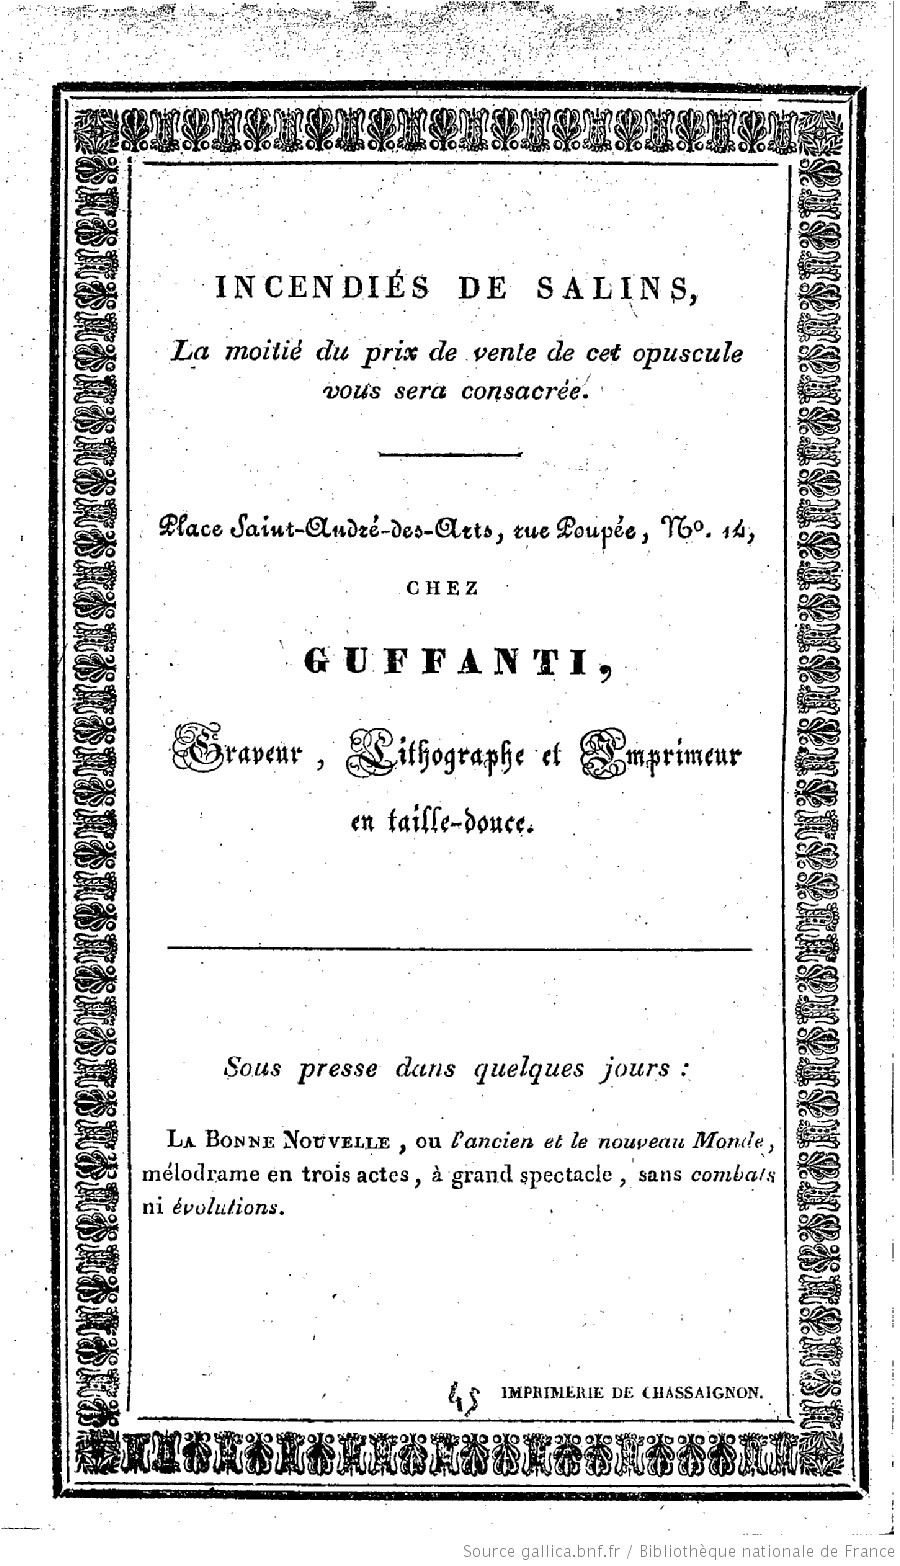 INCENDIÉS DE SALINS,
La moitié du prix de vente de cet opuscule
vous sera consacrée.
Place Saint-André-des-Arts, rue Poupée, Nº. 14,
CHEZ
GUFFANTI,
Graveur, Lithographe et Imprimeur
en taille-douce.
Sous presse dans quelques jours :
LA BONNE NOUVELLE, ou l'ancien et le nouveau Monde,
mélodrame en trois actes, à grand spectacle, sans combats
ni évolutions.
IMPRIMERIE DE CHASSAIGNON.
Source gallica.bnf.fr / Bibliothèque nationale de France